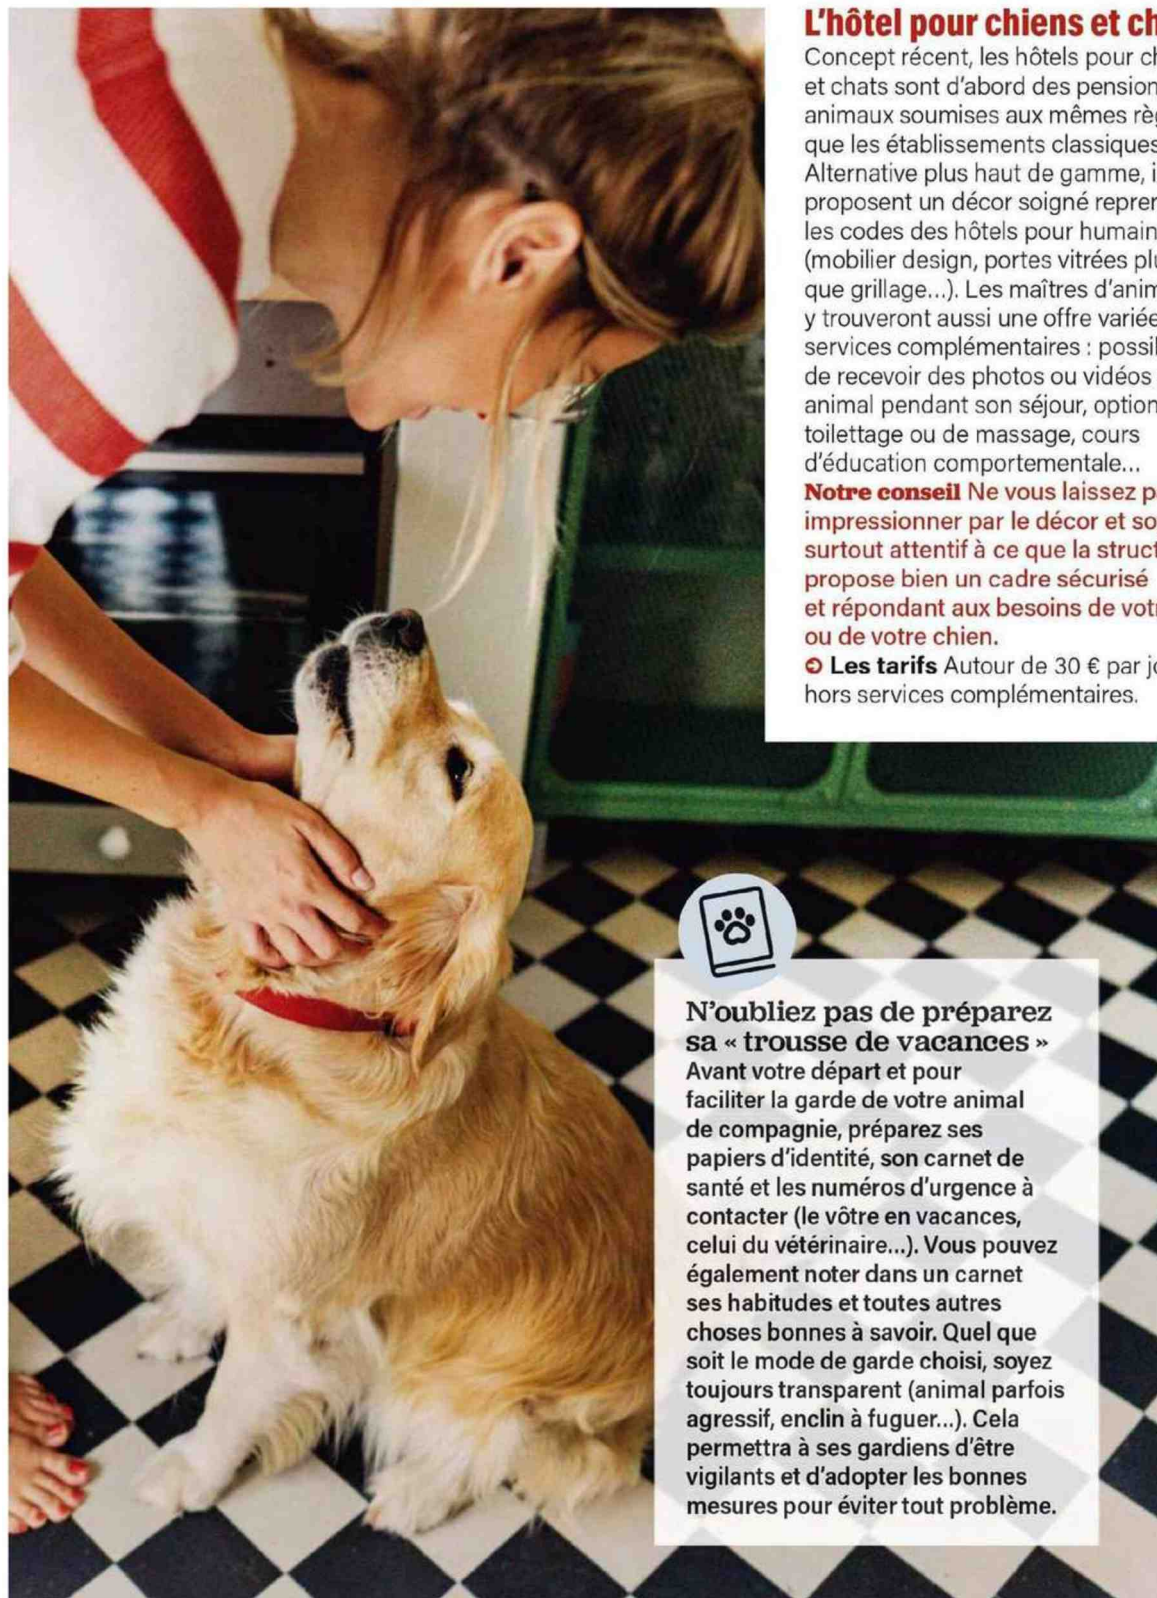 L'hôtel pour chiens et ch
Concept récent, les hôtels pour ch
et chats sont d'abord des pension
animaux soumises aux mêmes règ
que les établissements classiques
Alternative plus haut de gamme, i
proposent un décor soigné repren
les codes des hôtels pour humain
(mobilier design, portes vitrées plu
que grillage...). Les maîtres d'anim
y trouveront aussi une offre variée
services complémentaires : possib
de recevoir des photos ou vidéos
animal pendant son séjour, option
toilettage ou de massage, cours
d'éducation comportementale...
Notre conseil Ne vous laissez pa
impressionner par le décor et so
surtout attentif à ce que la struct
propose bien un cadre sécurisé
et répondant aux besoins de votr
ou de votre chien.
Les tarifs Autour de 30 € par jo
hors services complémentaires.
N'oubliez pas de préparez
sa « trousse de vacances »
Avant votre départ et pour
faciliter la garde de votre animal
de compagnie, préparez ses
papiers d'identité, son carnet de
santé et les numéros d'urgence à
contacter (le vôtre en vacances,
celui du vétérinaire...). Vous pouvez
également noter dans un carnet
ses habitudes et toutes autres
choses bonnes à savoir. Quel que
soit le mode de garde choisi, soyez
toujours transparent (animal parfois
agressif, enclin à fuguer...). Cela
permettra à ses gardiens d'être
vigilants et d'adopter les bonnes
mesures pour éviter tout problème.